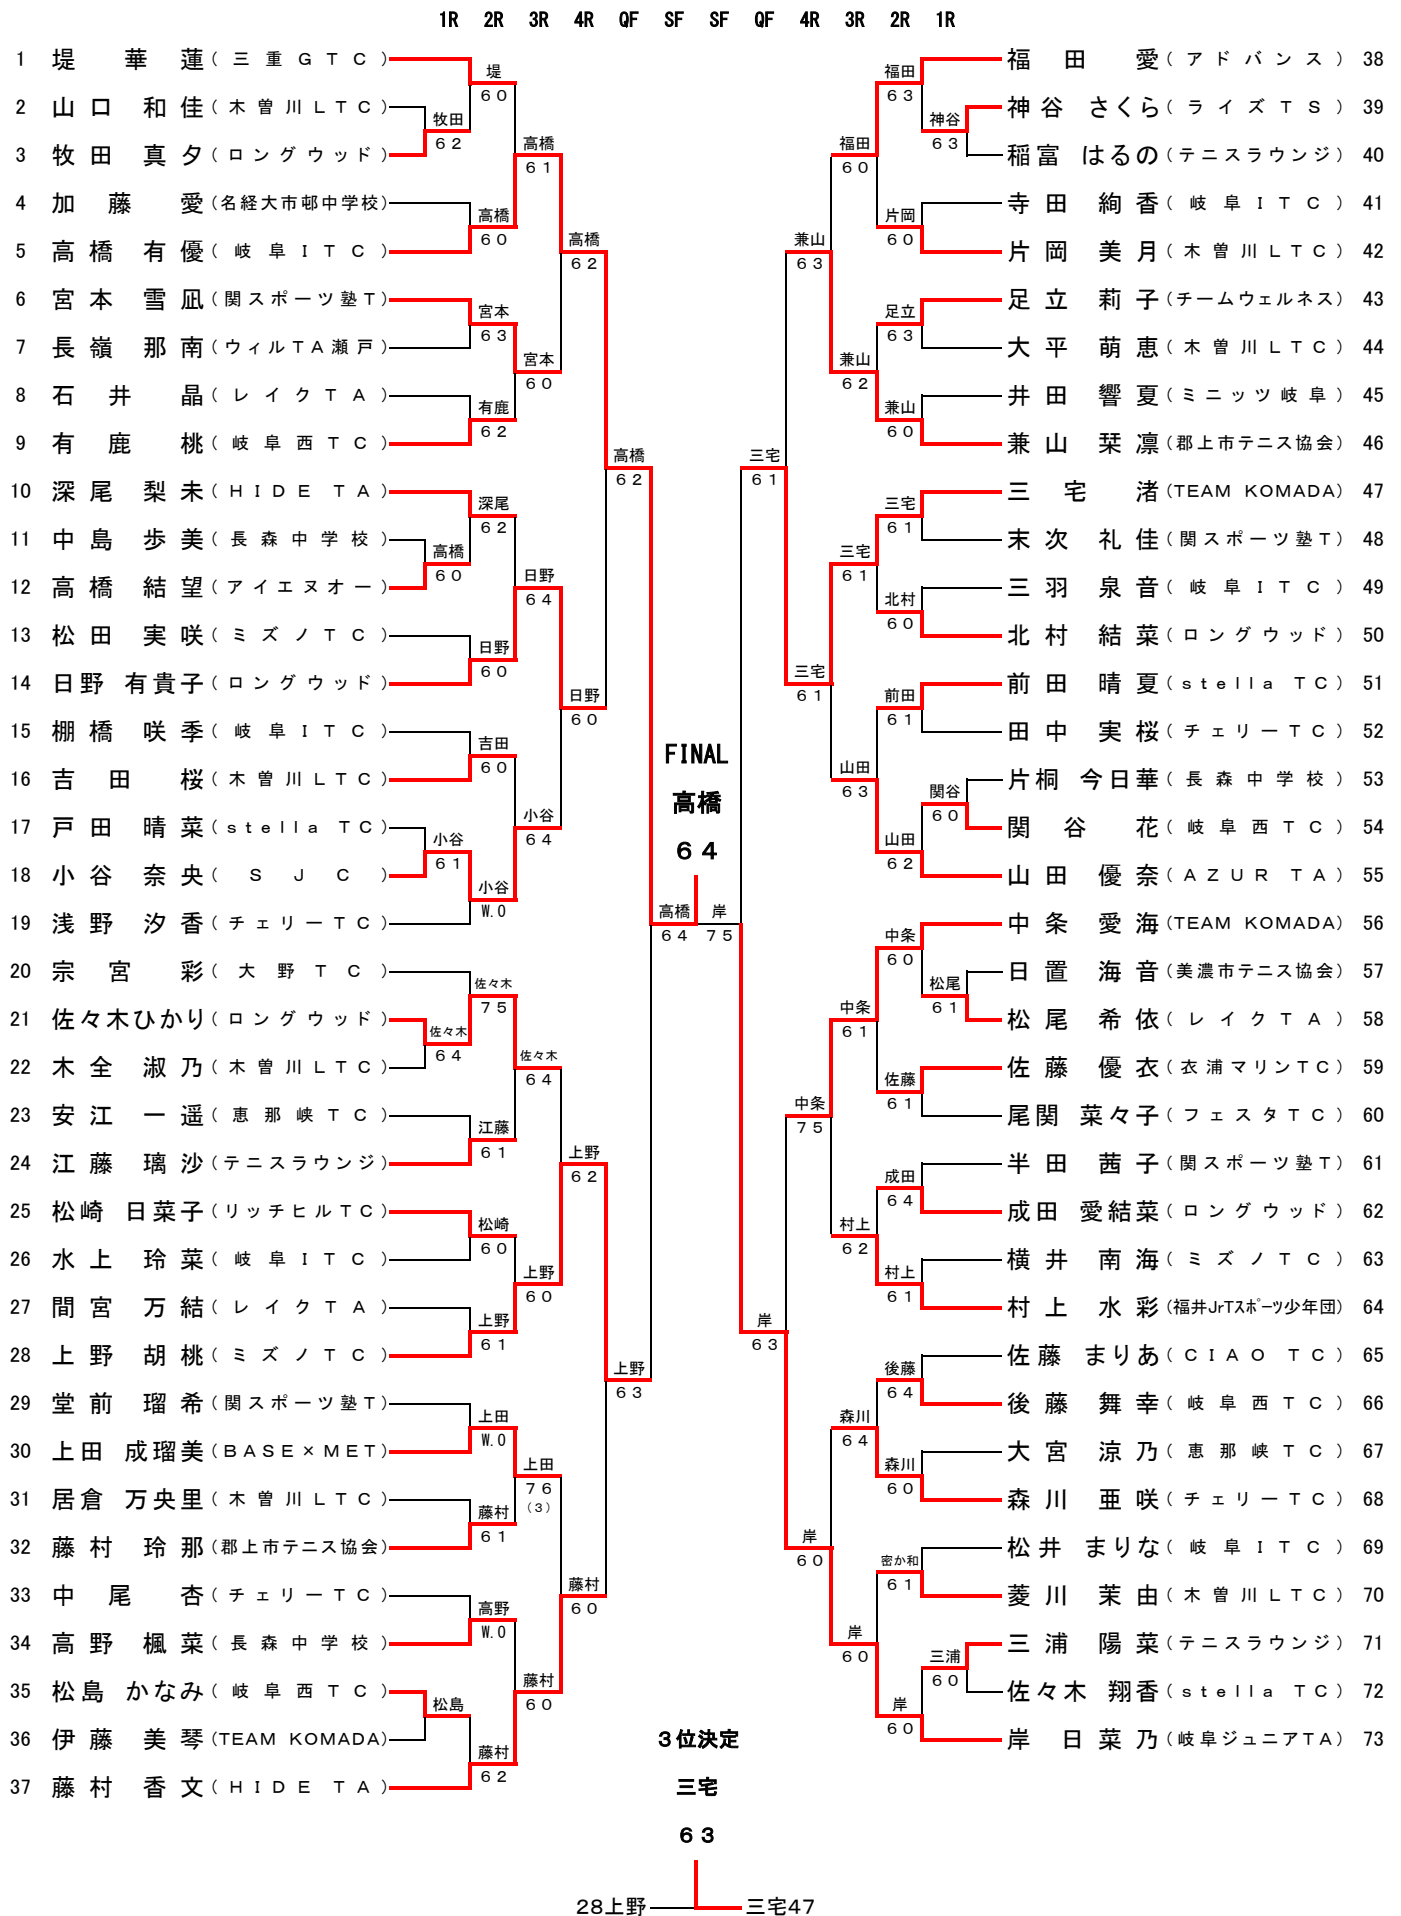 1R 2R 3R 4R QF SF SF QF 4R 3R 2R 1R
1 堤 華 蓮 (三重GTC)
2 山口 和佳 (木曽川LTC)
3 牧田 真夕 (ロングウッド)
4 加藤 愛 (名経大市邨中学校)
5 高橋 有優 (岐阜ITC)
6 宮本 雪凪 (関スポーツ塾T)
7 長嶺 那南 (ウィルTA瀬戸)
8 石井 晶 (レイクTA)
9 有鹿 桃 (岐阜西TC)
10 深尾 梨未 (HIDE TA)
11 中島 歩美 (長森中学校)
12 高橋 結望 (アイエヌオー)
13 松田 実咲 (ミズノTC)
14 日野 有貴子 (ロングウッド)
15 棚橋 咲季 (岐阜ITC)
16 吉田 桜 (木曽川LTC)
17 戸田 晴菜 (stella TC)
18 小谷 奈央 (SJC)
19 浅野 汐香 (チェリーTC)
20 宗宮 彩 (大野TC)
21 佐々木ひかり (ロングウッド)
22 木全 淑乃 (木曽川LTC)
23 安江 一遥 (恵那峡TC)
24 江藤 璃沙 (テニスラウンジ)
25 松崎 日菜子 (リッチヒルTC)
26 水上 玲菜 (岐阜ITC)
27 間宮 万結 (レイクTA)
28 上野 胡桃 (ミズノTC)
29 堂前 瑠希 (関スポーツ塾T)
30 上田 成瑠美 (BASE×MET)
31 居倉 万央里 (木曽川LTC)
32 藤村 玲那 (郡上市テニス協会)
33 中尾 杏 (チェリーTC)
34 高野 楓菜 (長森中学校)
35 松島 かなみ (岐阜西TC)
36 伊藤 美琴 (TEAM KOMADA)
37 藤村 香文 (HIDE TA)
牧田
62
高橋
60
小谷
61
佐々木
64
松島
堤
60
高橋
60
宮本
63
有鹿
62
深尾
62
日野
60
吉田
60
小谷
W.0
佐々木
75
江藤
61
松崎
60
上野
61
上田
W.0
藤村
61
高野
W.0
藤村
62
高橋
61
宮本
60
日野
64
小谷
64
佐々木
64
上野
60
上田
76
(3)
藤村
60
高橋
62
日野
60
上野
62
藤村
60
高橋
62
上野
63
高橋
64
FINAL
高橋
64
岸
75
三宅
61
岸
63
兼山
63
三宅
61
中条
75
岸
60
福田
60
兼山
62
三宅
61
山田
63
中条
61
村上
62
森川
64
岸
60
福田
63
片岡
60
足立
63
兼山
60
三宅
61
北村
60
前田
61
山田
62
中条
60
佐藤
61
成田
64
村上
61
後藤
64
森川
60
密か和
61
岸
60
神谷
63
関谷
60
松尾
61
三浦
60
福田 愛 (アドバンス) 38
神谷 さくら (ライズTS) 39
稲富 はるの (テニスラウンジ) 40
寺田 絢香 (岐阜ITC) 41
片岡 美月 (木曽川LTC) 42
足立 莉子 (チームウェルネス) 43
大平 萌恵 (木曽川LTC) 44
井田 響夏 (ミニッツ岐阜) 45
兼山 栞凛 (郡上市テニス協会) 46
三宅 渚 (TEAM KOMADA) 47
末次 礼佳 (関スポーツ塾T) 48
三羽 泉音 (岐阜ITC) 49
北村 結菜 (ロングウッド) 50
前田 晴夏 (stella TC) 51
田中 実桜 (チェリーTC) 52
片桐 今日華 (長森中学校) 53
関谷 花 (岐阜西TC) 54
山田 優奈 (AZUR TA) 55
中条 愛海 (TEAM KOMADA) 56
日置 海音 (美濃市テニス協会) 57
松尾 希依 (レイクTA) 58
佐藤 優衣 (衣浦マリンTC) 59
尾関 菜々子 (フェスタTC) 60
半田 茜子 (関スポーツ塾T) 61
成田 愛結菜 (ロングウッド) 62
横井 南海 (ミズノTC) 63
村上 水彩 (福井JrTスポーツ少年団) 64
佐藤 まりあ (CIAO TC) 65
後藤 舞幸 (岐阜西TC) 66
大宮 涼乃 (恵那峡TC) 67
森川 亜咲 (チェリーTC) 68
松井 まりな (岐阜ITC) 69
菱川 茉由 (木曽川LTC) 70
三浦 陽菜 (テニスラウンジ) 71
佐々木 翔香 (stella TC) 72
岸 日菜乃 (岐阜ジュニアTA) 73
3位決定
三宅
63
28上野 三宅47